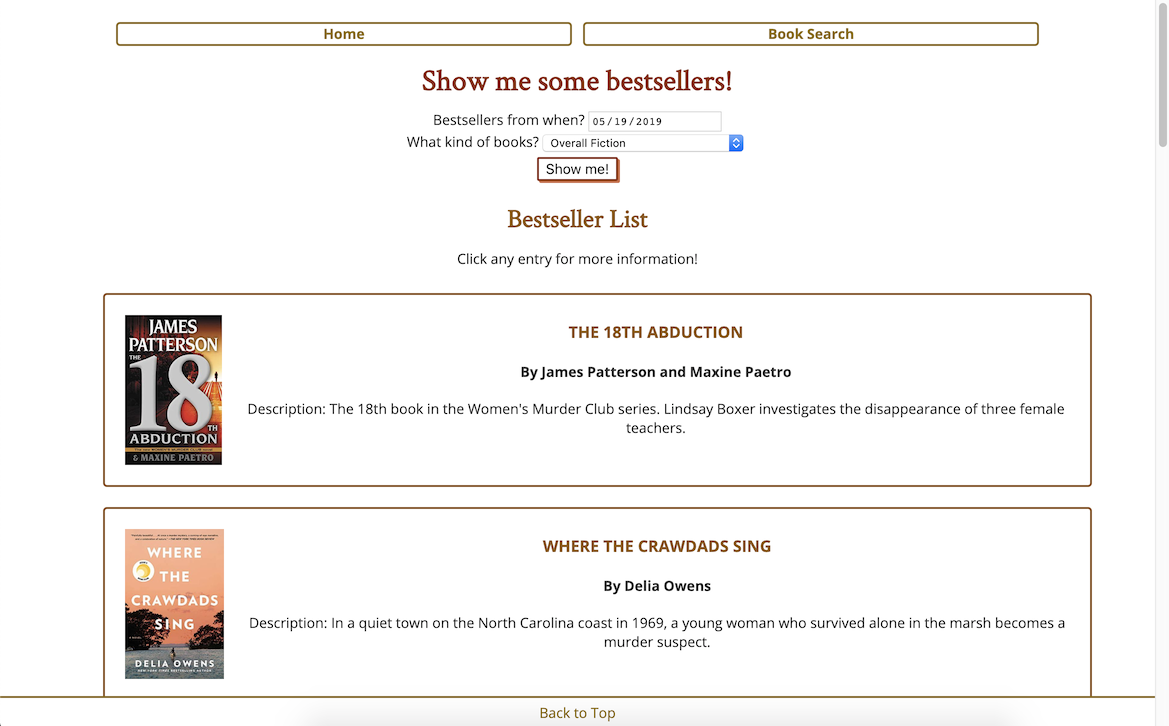 Home
Book Search
Show me some bestsellers!
Bestsellers from when? 05/19/2019
What kind of books? Overall Fiction
Show me!
Bestseller List
Click any entry for more information!
JAMES
PATTERSON
THE
18
TH
ABDUCTION
& MAXINE PAETRO
THE 18TH ABDUCTION
By James Patterson and Maxine Paetro
Description: The 18th book in the Women's Murder Club series. Lindsay Boxer investigates the disappearance of three female
teachers.
WHERE
THE
CRAWDADS
SING
DELIA OWENS
WHERE THE CRAWDADS SING
By Delia Owens
Description: In a quiet town on the North Carolina coast in 1969, a young woman who survived alone in the marsh becomes a
murder suspect.
Back to Top